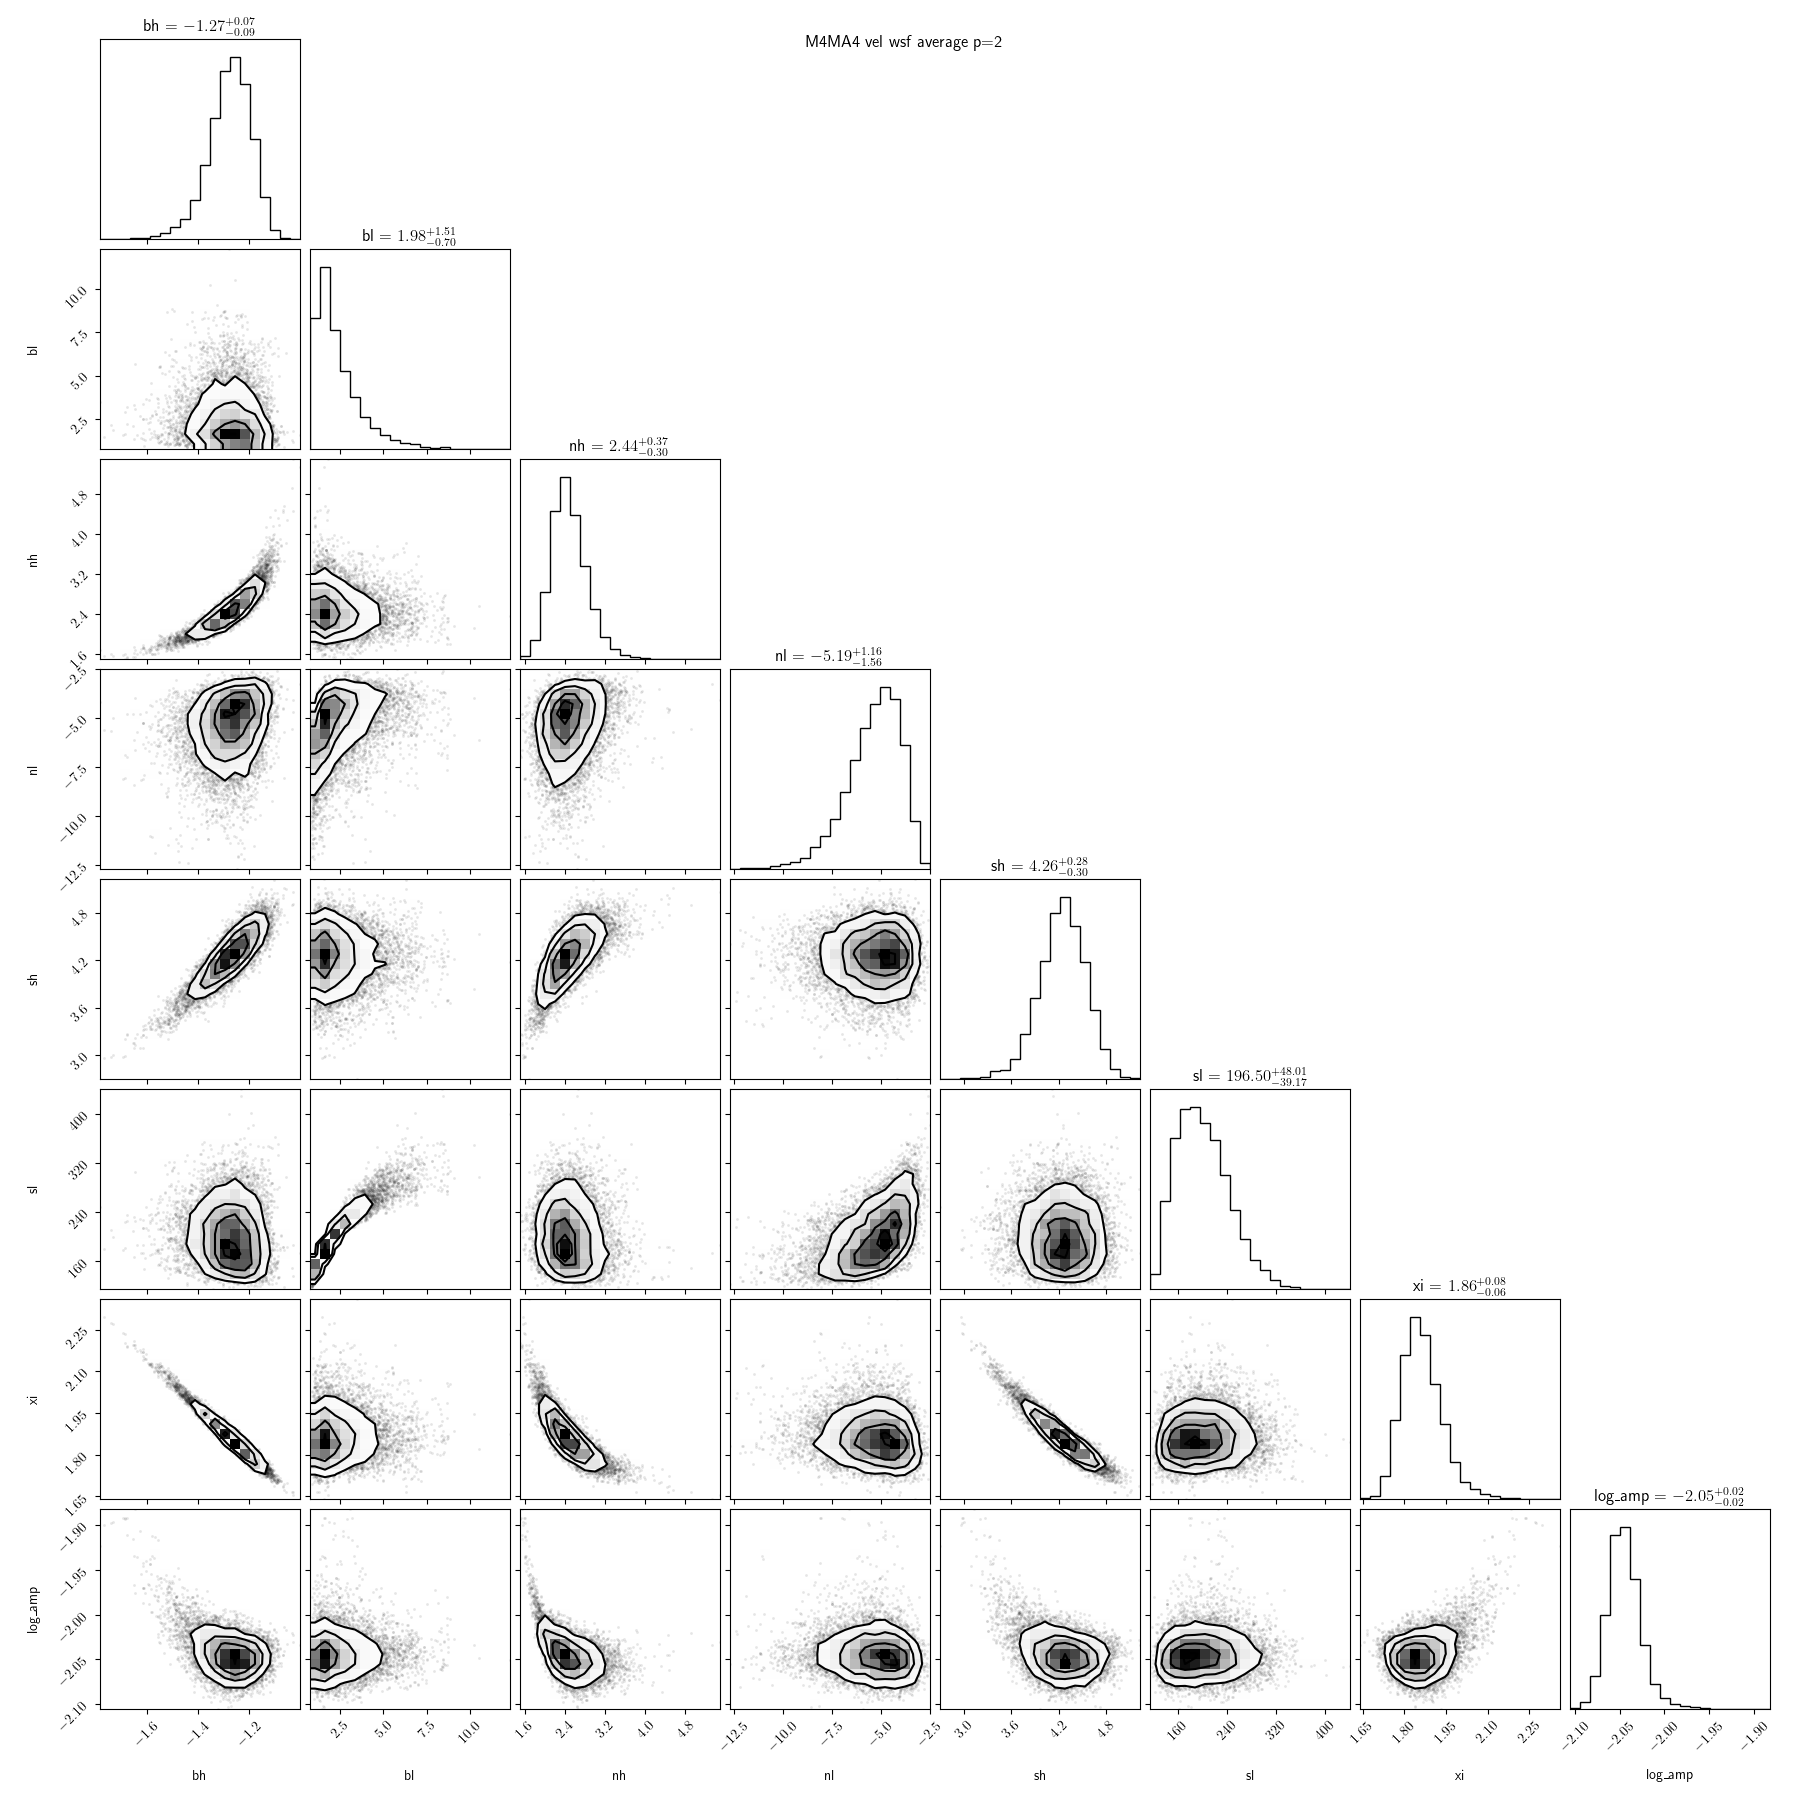 bh = −1.27 +0.07 −0.09
M4MA4 vel wsf average p=2
bl = 1.98 +1.51 −0.70
10.0
7.5
5.0
2.5
bl
nh = 2.44 +0.37 −0.30
4.8
4.0
3.2
2.4
1.6
nh
nl = −5.19 +1.16 −1.56
−2.5
−5.0
−7.5
−10.0
−12.5
nl
sh = 4.26 +0.28 −0.30
4.8
4.2
3.6
3.0
sh
sl = 196.50 +48.01 −39.17
400
320
240
160
sl
xi = 1.86 +0.08 −0.06
2.25
2.10
1.95
1.80
1.65
xi
log_amp = −2.05 +0.02 −0.02
−1.90
−1.95
−2.00
−2.05
−2.10
log_amp
−1.6 −1.4 −1.2 2.5 5.0 7.5 10.0 1.6 2.4 3.2 4.0 4.8 −12.5 −10.0 −7.5 −5.0 −2.5 3.0 3.6 4.2 4.8 160 240 320 400 1.65 1.80 1.95 2.10 2.25 −2.10 −2.05 −2.00 −1.95 −1.90
bh bl nh nl sh sl xi log_amp